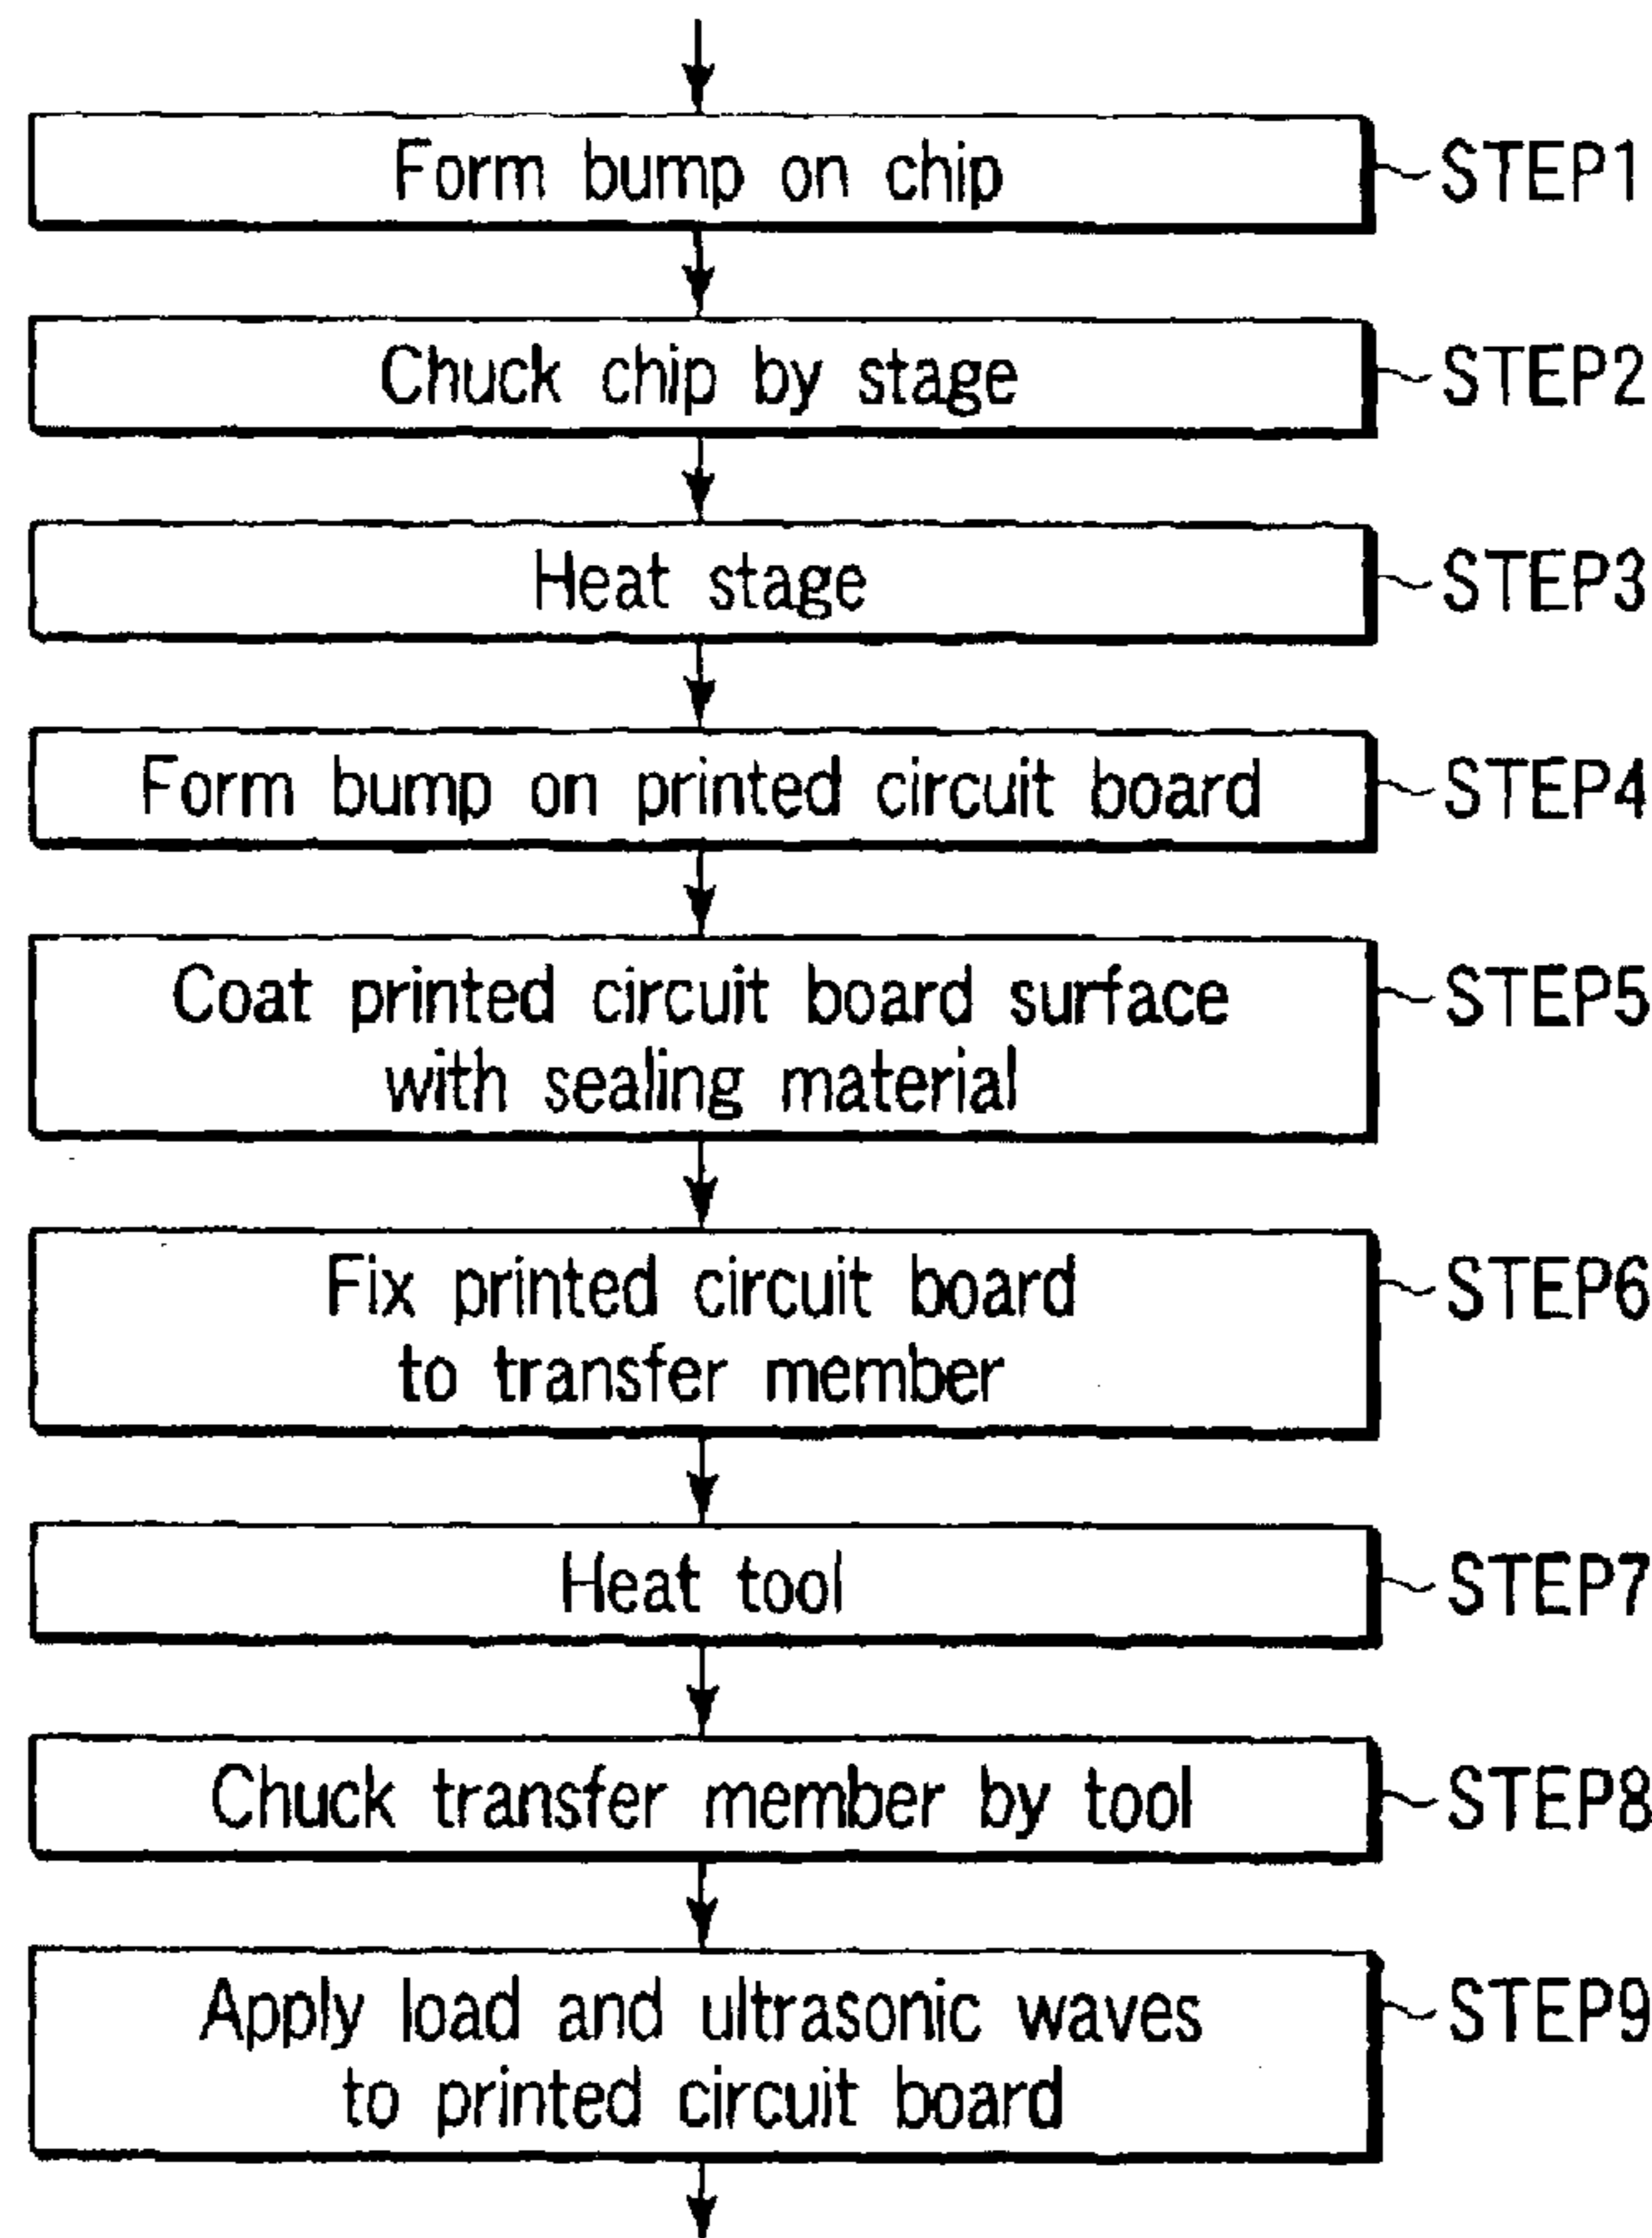 Form bump on chip STEP1
Chuck chip by stage STEP2
Heat stage STEP3
Form bump on printed circuit board STEP4
Coat printed circuit board surface STEP5
with sealing material
Fix printed circuit board STEP6
to transfer member
Heat tool STEP7
Chuck transfer member by tool STEP8
Apply load and ultrasonic waves STEP9
to printed circuit board